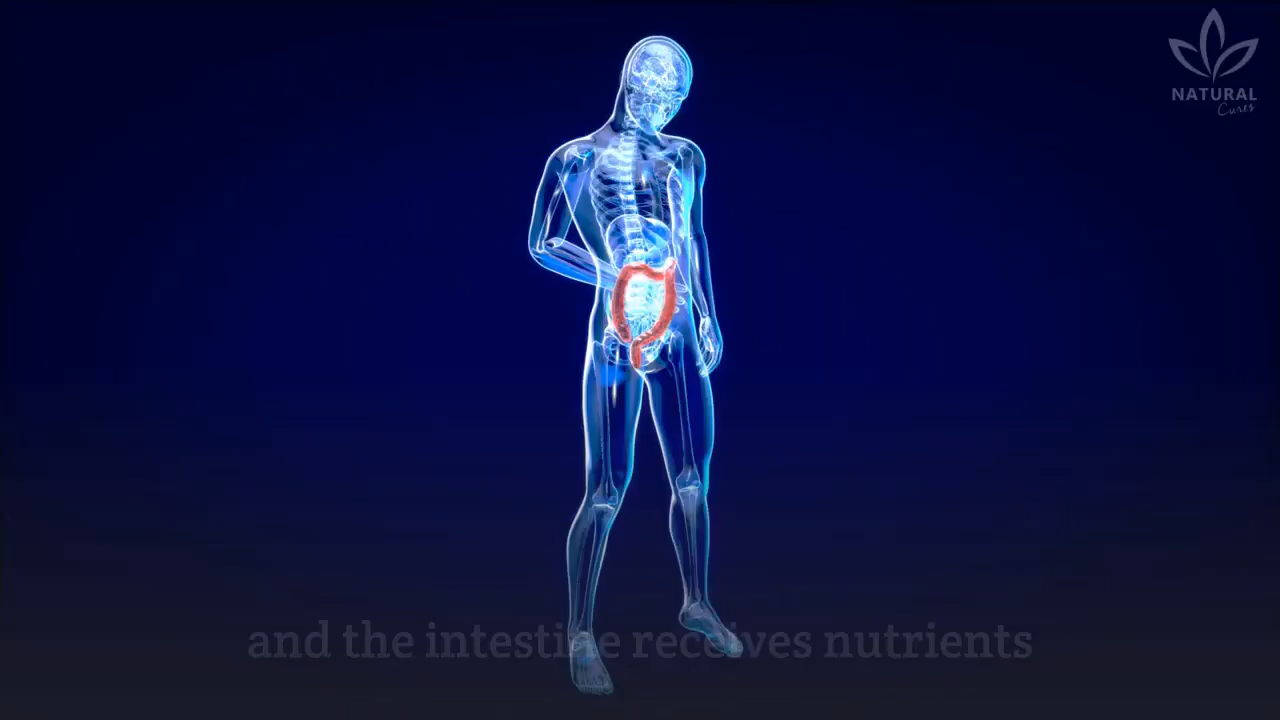 NATURAL
Cures
and the intestine receives nutrients